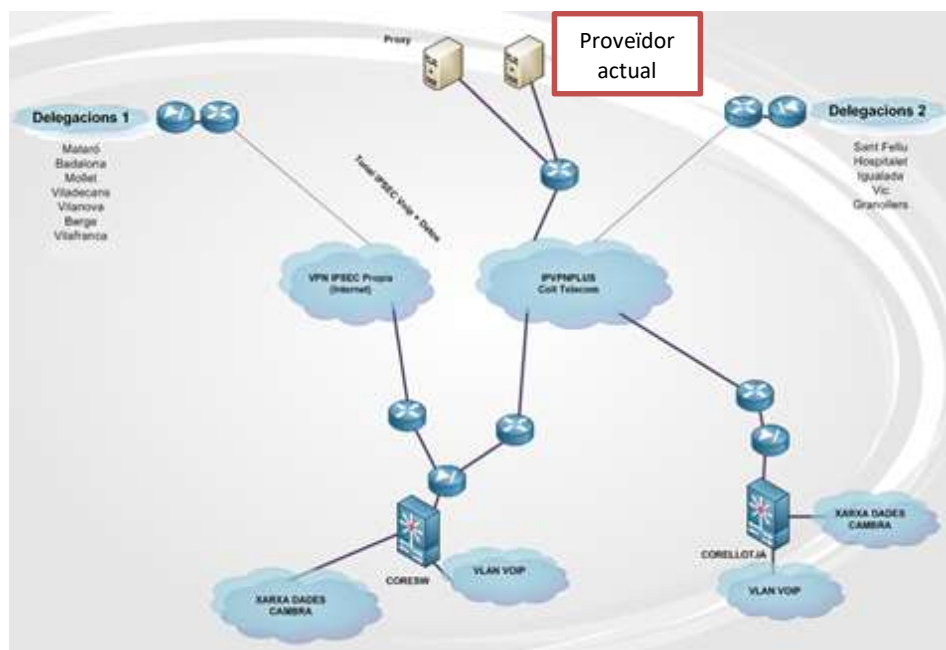 Proxy
Proveïdor
actual
Delegacions 1
Mataró
Badalona
Mollet
Viladecans
Vilanova
Berga
Vilafranca
Delegacions 2
Sant Feliu
Hospitalet
Igualada
Vic
Granollers
Total IPSEC Voip + Dades
VPN IPSEC Propia
(Internet)
IPVPNPLUS
Colt Telecom
CORESW
XARXA DADES
CAMBRA
VLAN VOIP
CORELLOTJA
XARXA DADES
CAMBRA
VLAN VOIP